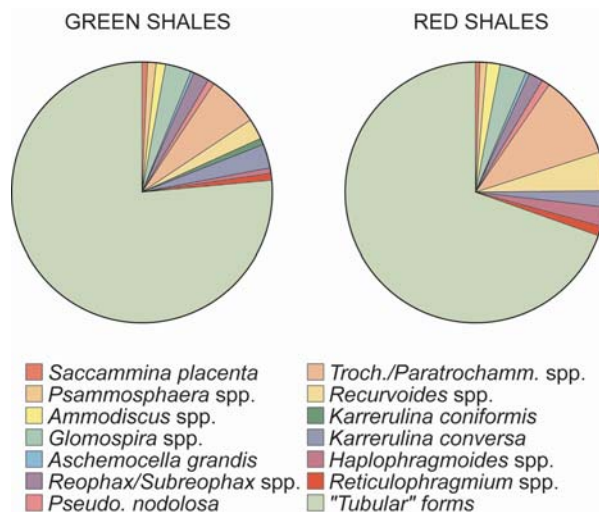 GREEN SHALES
RED SHALES
Saccammina placenta
Psammosphaera spp.
Ammodiscus spp.
Glomospira spp.
Aschemocella grandis
Reophax/Subreophax spp.
Pseudo. nodolosa
Troch./Paratrochamm. spp.
Recurvoides spp.
Karrerulina coniformis
Karrerulina conversa
Haplophragmoides spp.
Reticulophragmium spp.
"Tubular" forms